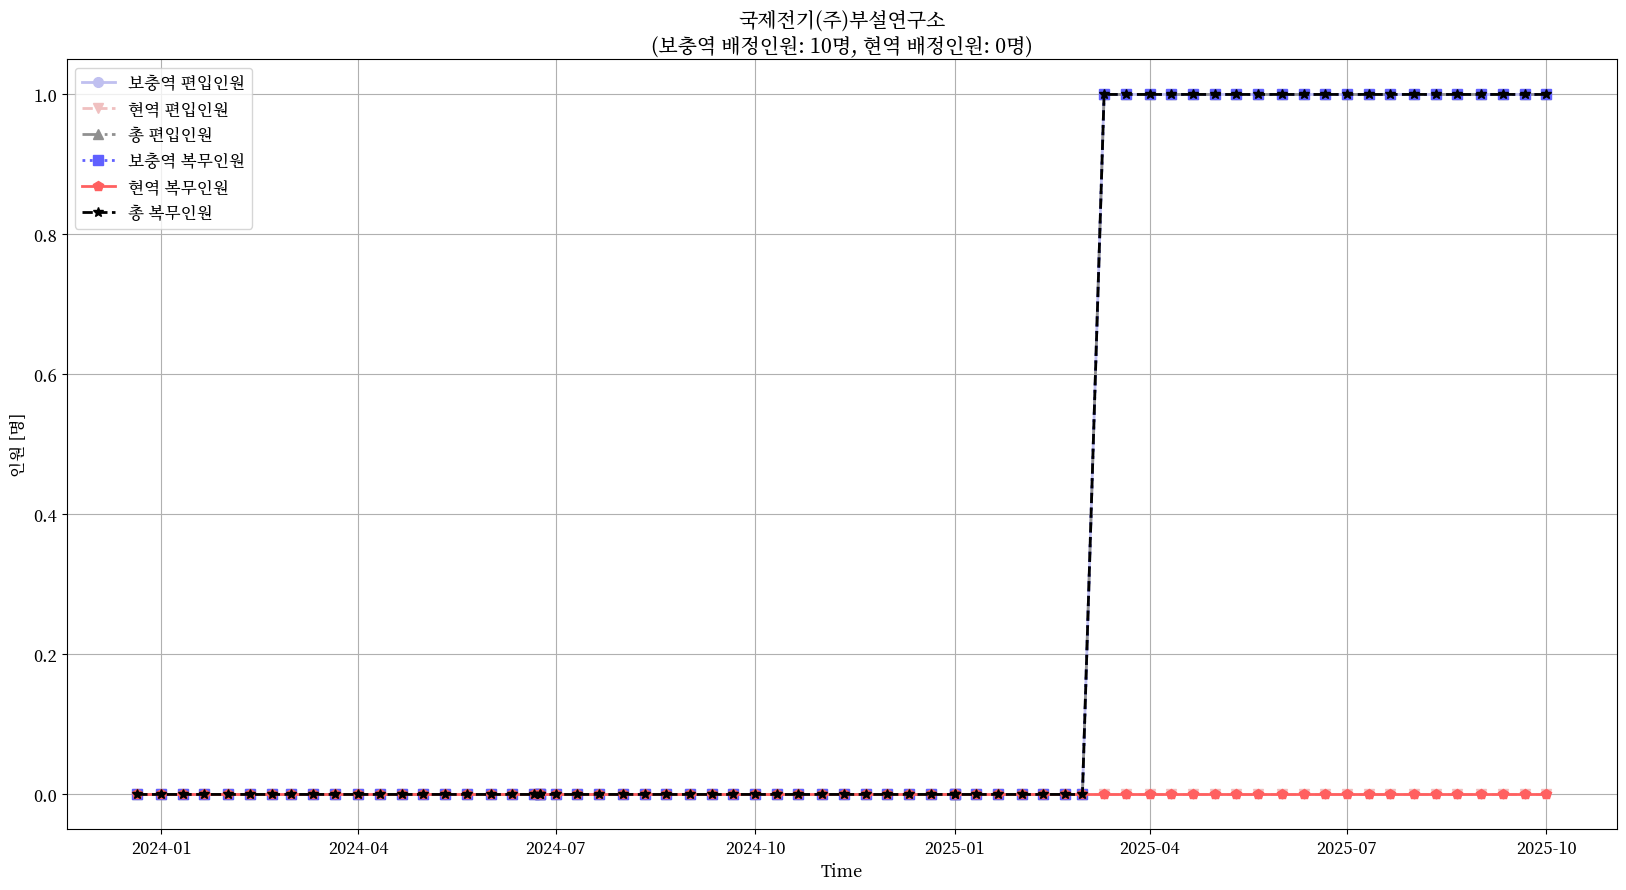 국제전기(주)부설연구소
(보충역 배정인원: 10명, 현역 배정인원: 0명)
보충역 편입인원
현역 편입인원
총 편입인원
보충역 복무인원
현역 복무인원
총 복무인원
인원 [명]
1.0
0.8
0.6
0.4
0.2
0.0
2024-01
2024-04
2024-07
2024-10
2025-01
2025-04
2025-07
2025-10
Time